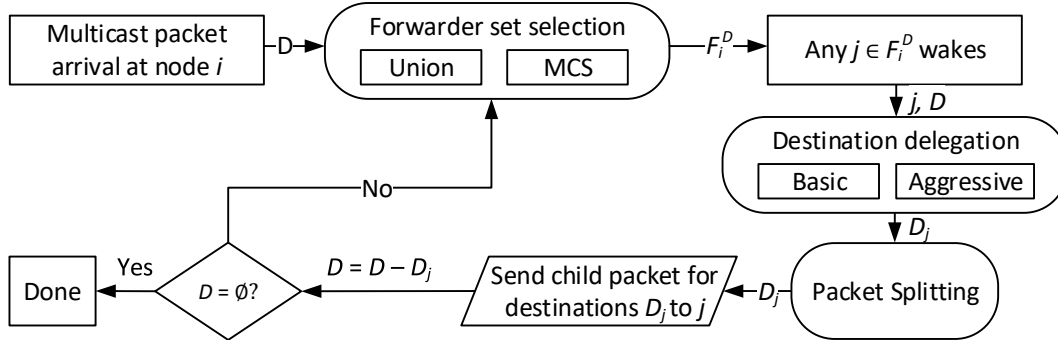 Multicast packet
arrival at node i
D
Forwarder set selection
Union
MCS
F_i^D
Any j ∈ F_i^D wakes
j, D
Destination delegation
Basic
Aggressive
D_j
Packet Splitting
D_j
Send child packet for
destinations D_j to j
D = D – D_j
D = ∅?
No
Yes
Done